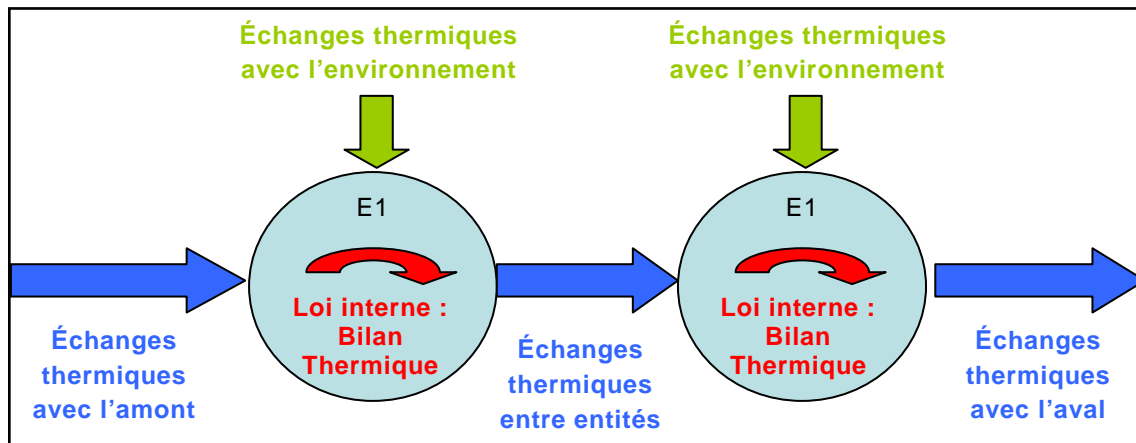 Échanges thermiques
avec l'environnement
Échanges thermiques
avec l'environnement
E1
Loi interne :
Bilan
Thermique
E1
Loi interne :
Bilan
Thermique
Échanges
thermiques
avec l'amont
Échanges
thermiques
entre entités
Échanges
thermiques
avec l'aval